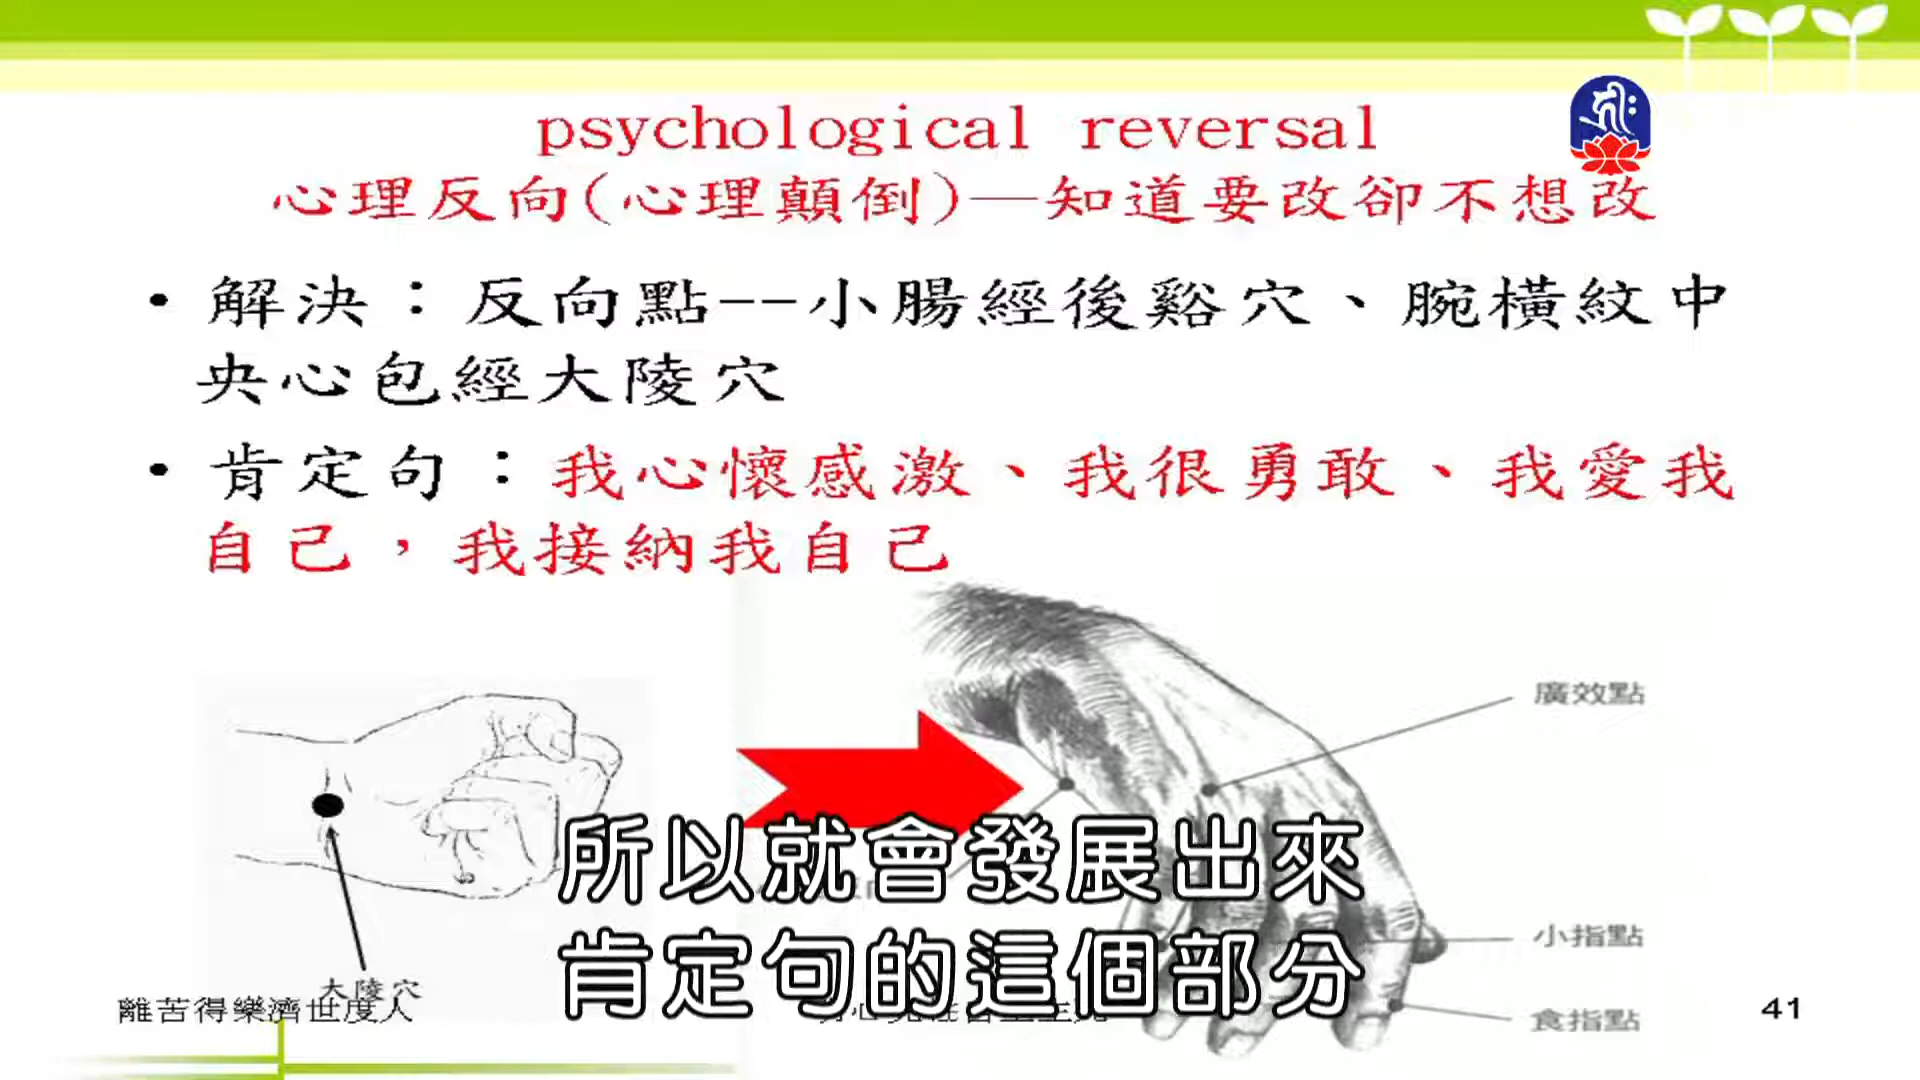 psychological reversal
心理反向(心理顛倒)—知道要改卻不想改
• 解決：反向點--小腸經後谿穴、腕橫紋中
央心包經大陵穴
• 肯定句：我心懷感激、我很勇敢、我愛我
自己，我接納我自己
廣效點
小指點
食指點
大陵穴
所以就會發展出來
肯定句的這個部分
離苦得樂濟世度人
41